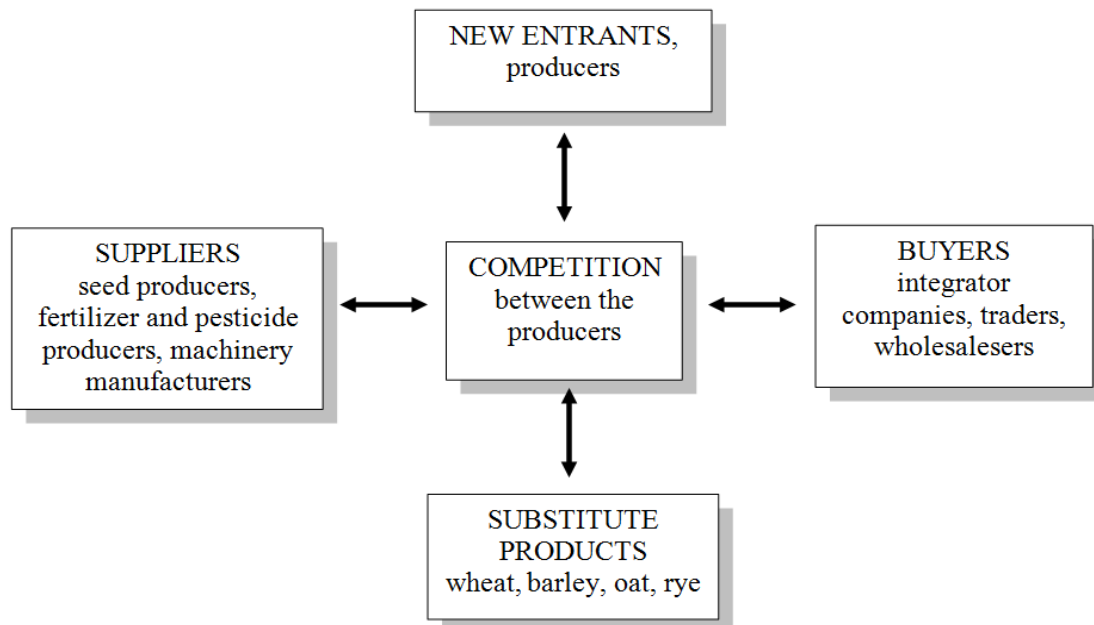 NEW ENTRANTS,
producers
SUPPLIERS
seed producers,
fertilizer and pesticide
producers, machinery
manufacturers
COMPETITION
between the
producers
BUYERS
integrator
companies, traders,
wholesalesers
SUBSTITUTE
PRODUCTS
wheat, barley, oat, rye